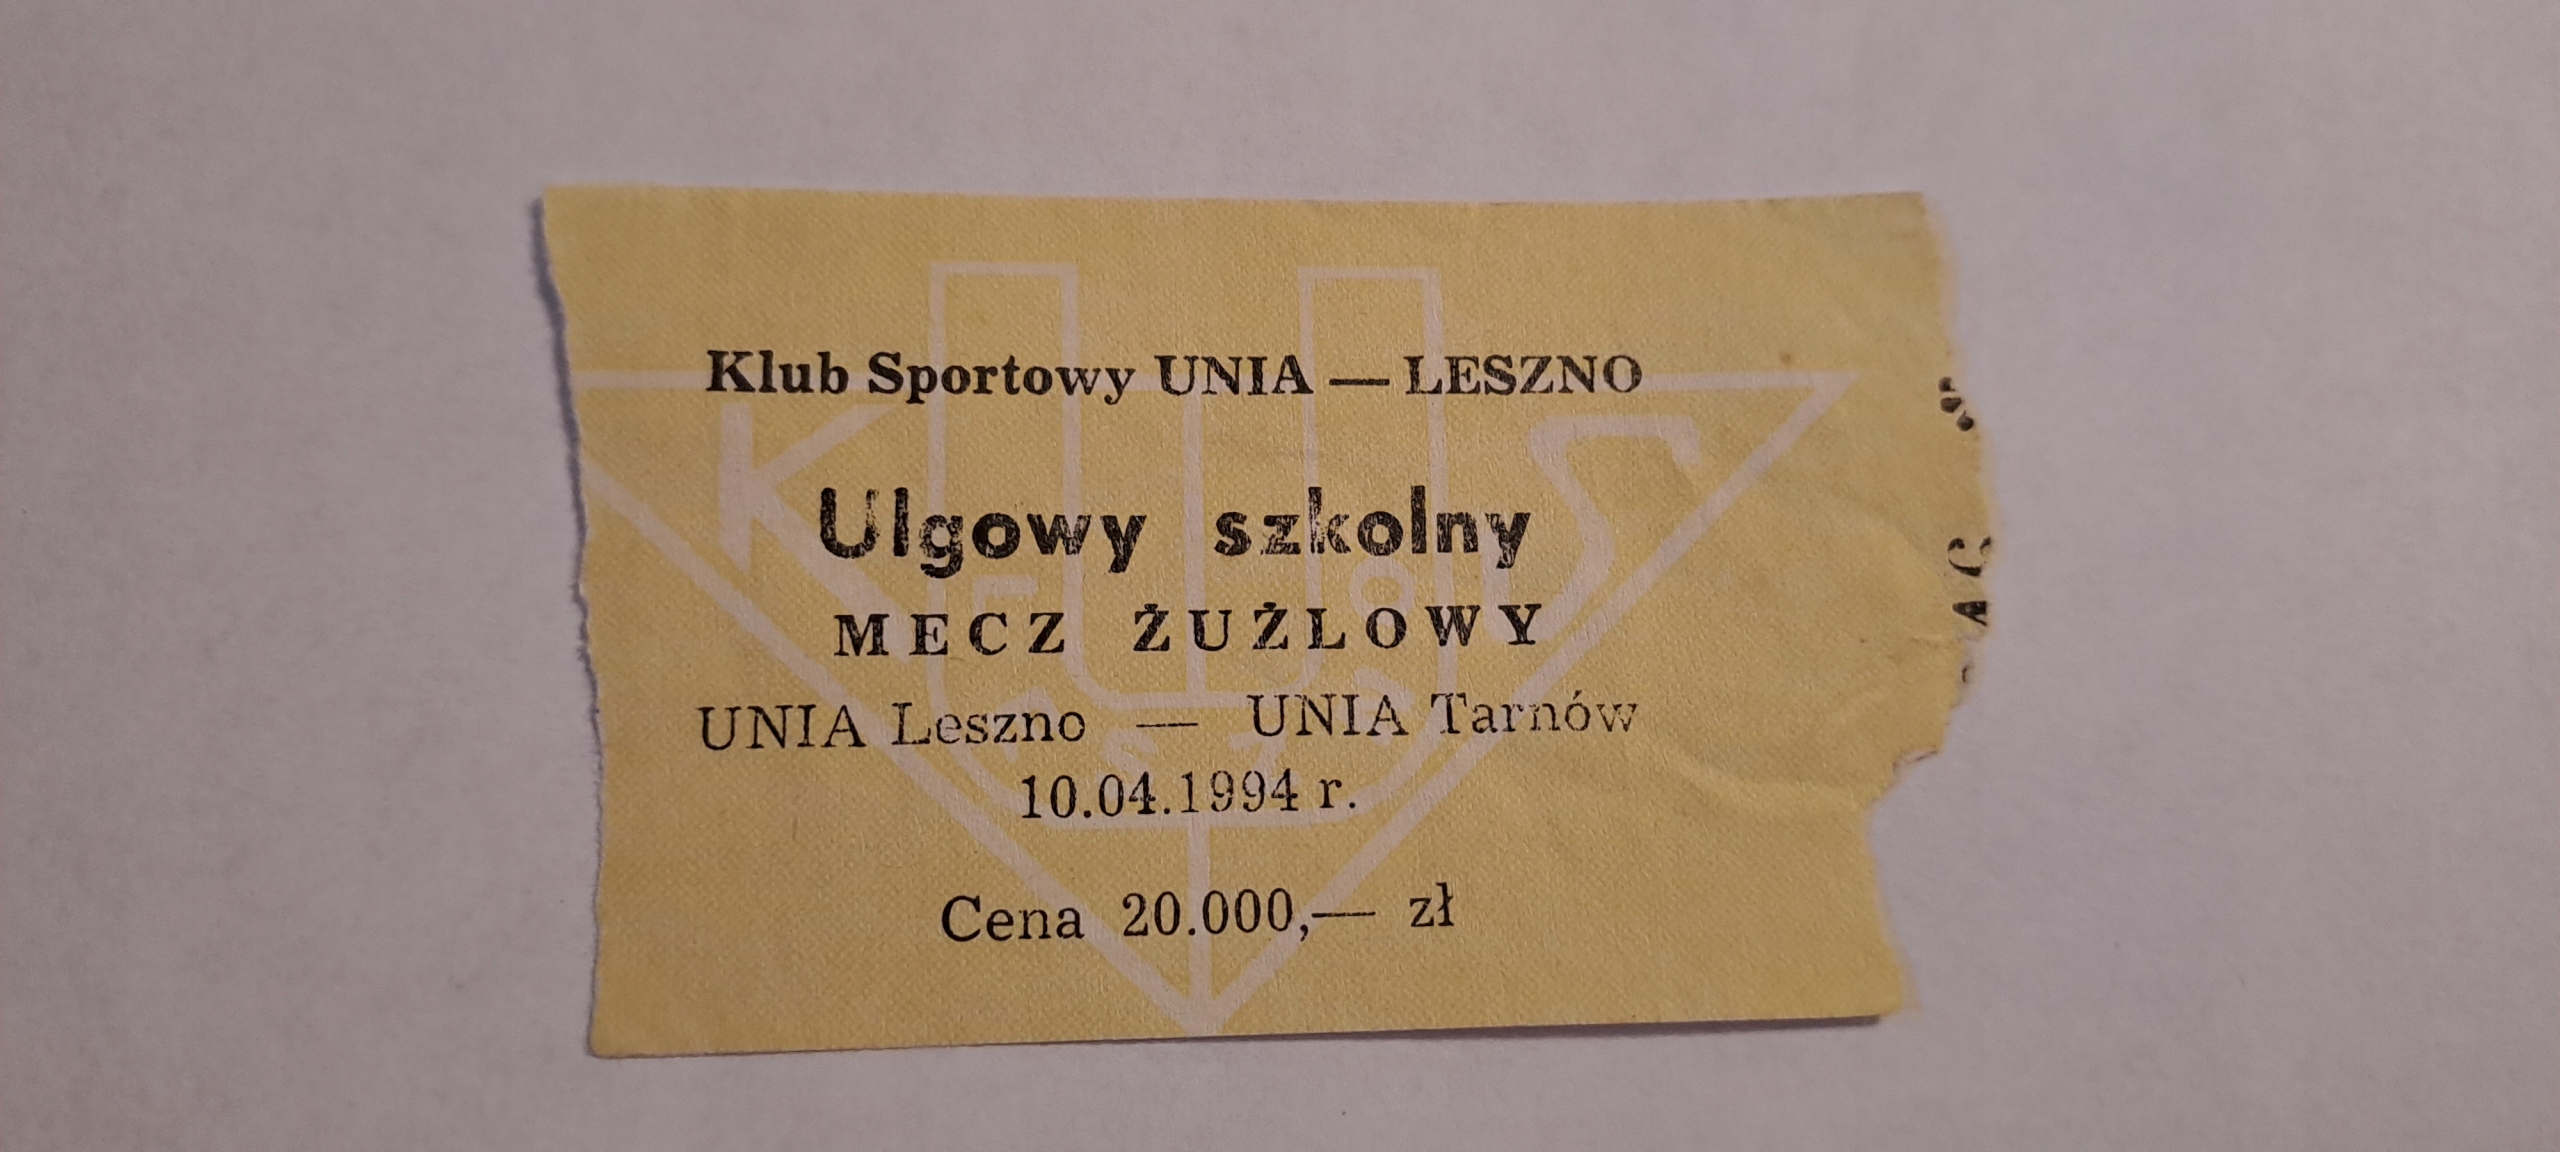 Klub Sportowy UNIA — LESZNO
Ulgowy szkolny
MECZ ŻUŻLOWY
UNIA Leszno — UNIA Tarnów
10.04.1994 r.
Cena 20.000,— zł
K U S